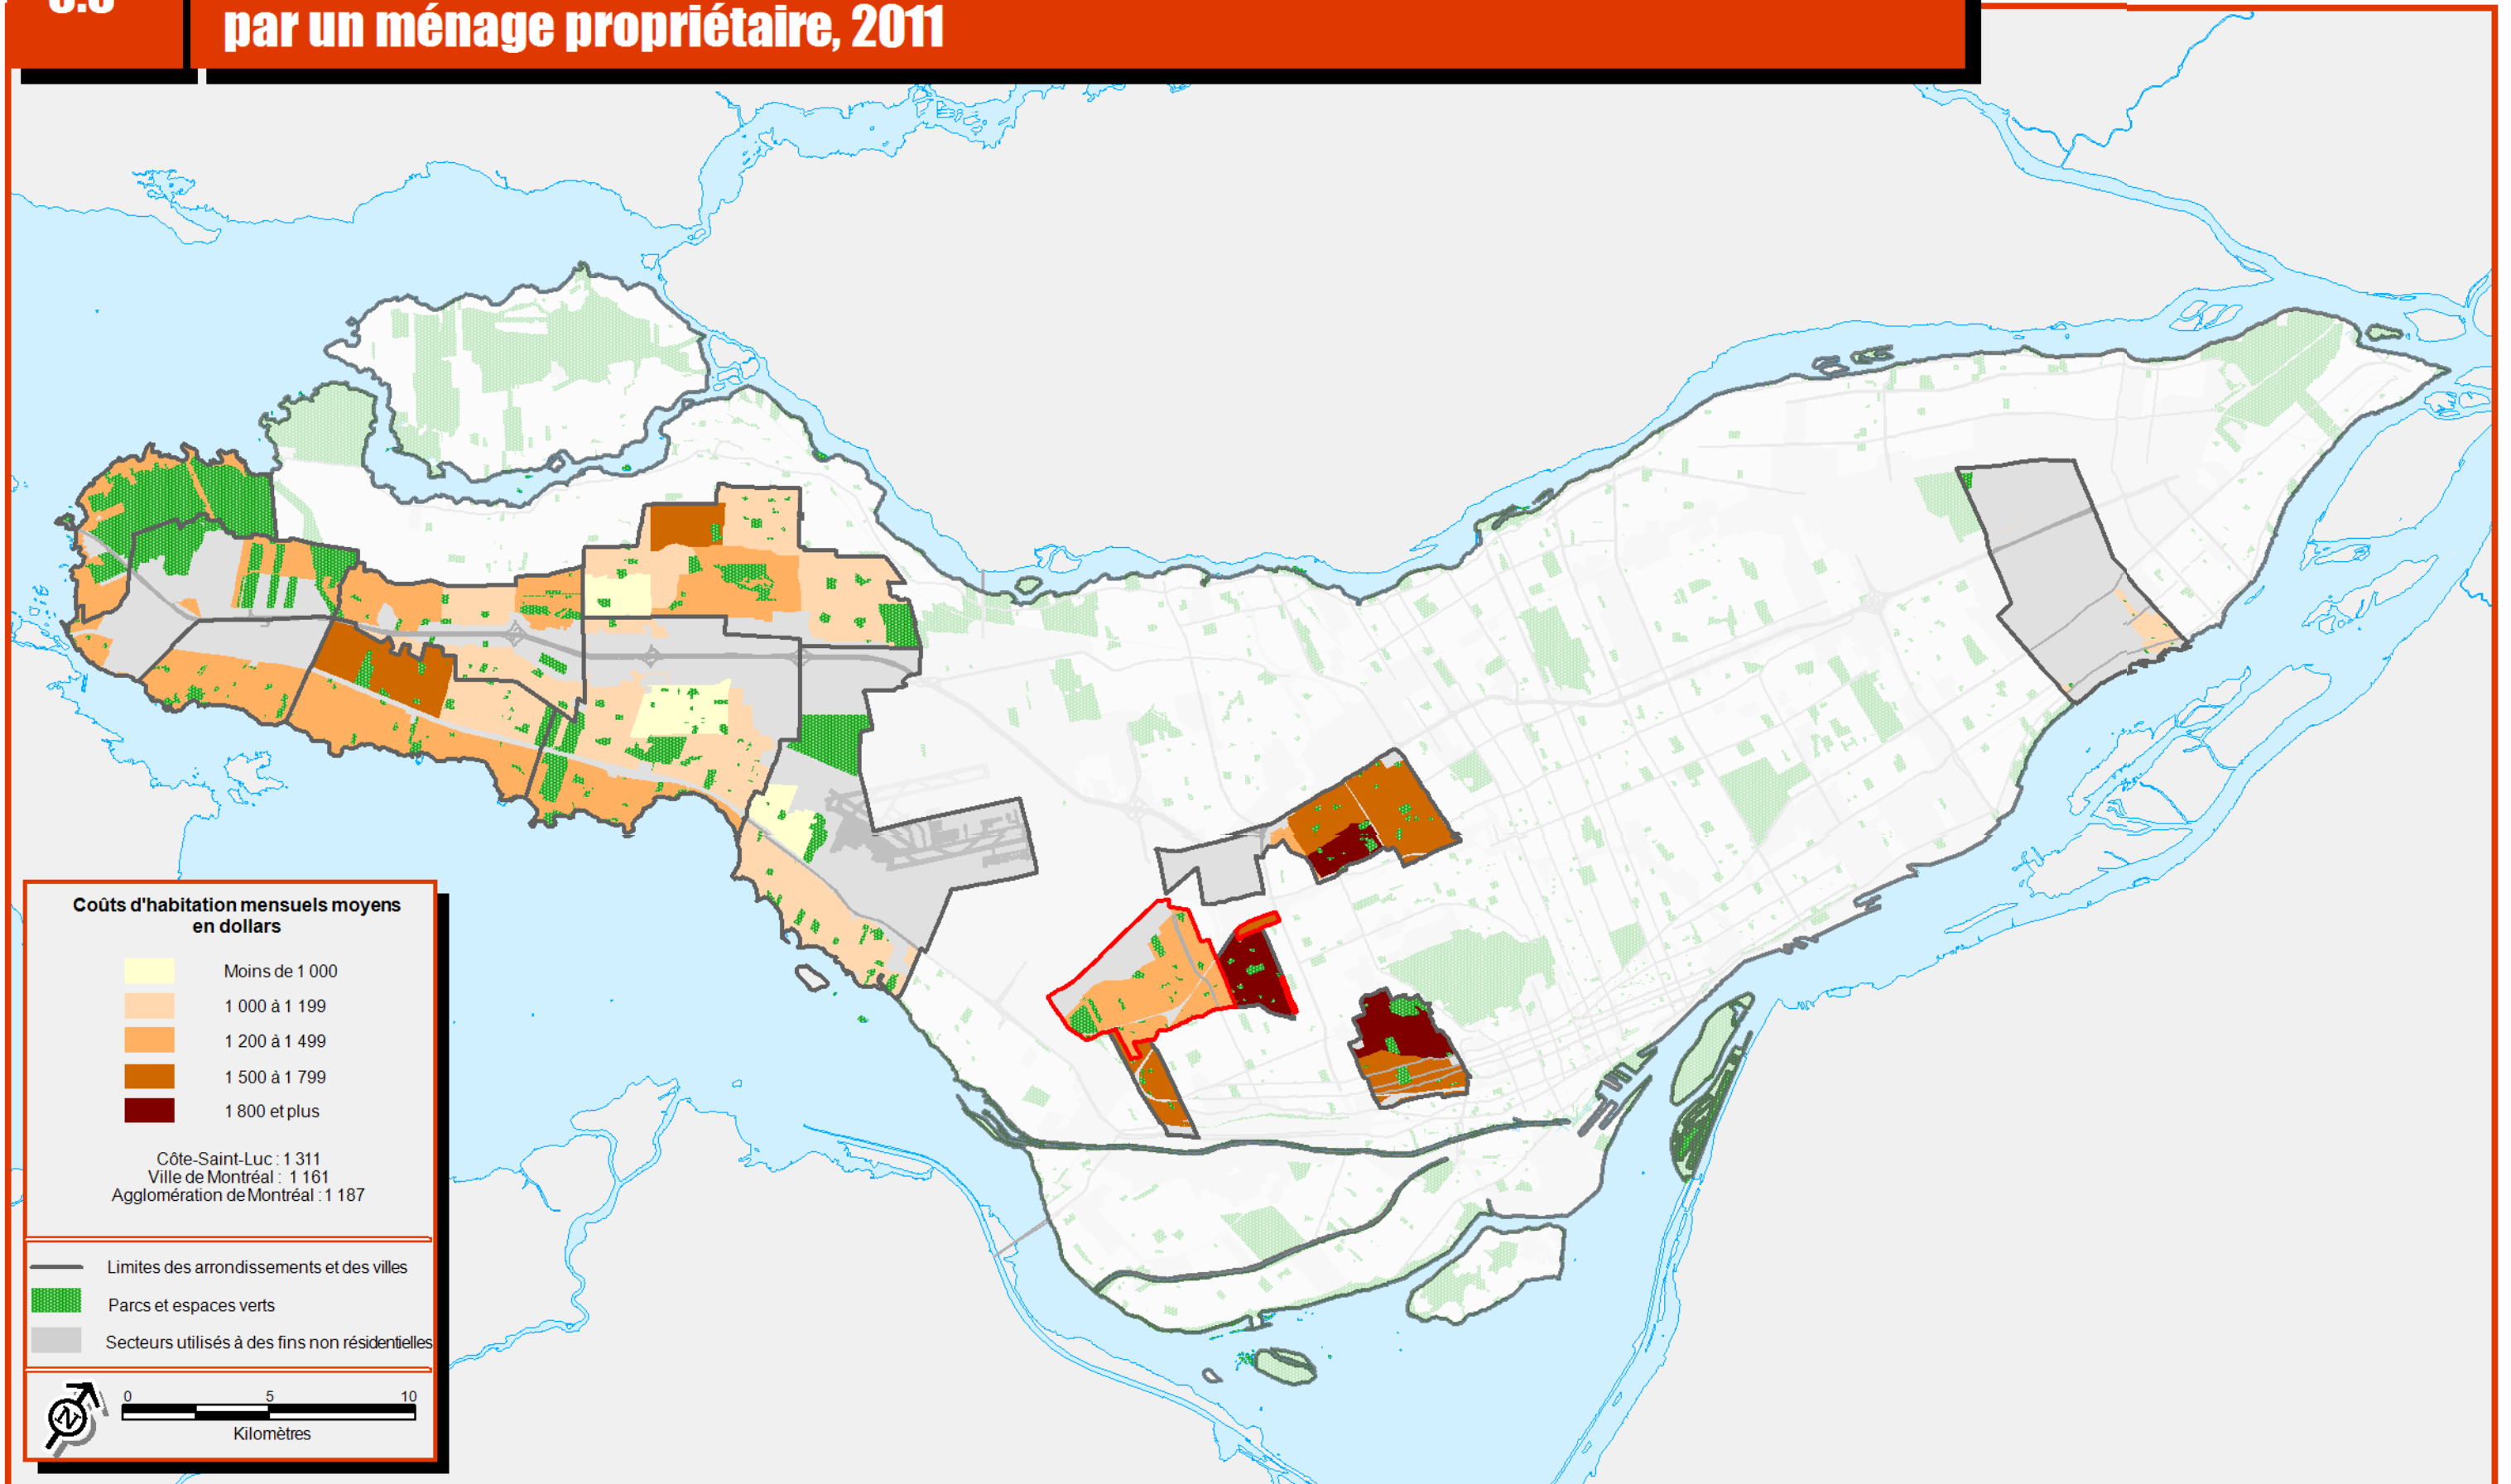 par un ménage propriétaire, 2011
Coûts d'habitation mensuels moyens
en dollars
Moins de 1 000
1 000 à 1 199
1 200 à 1 499
1 500 à 1 799
1 800 et plus
Côte-Saint-Luc : 1 311
Ville de Montréal : 1 161
Agglomération de Montréal : 1 187
Limites des arrondissements et des villes
Parcs et espaces verts
Secteurs utilisés à des fins non résidentielles
N
0 5 10
Kilomètres